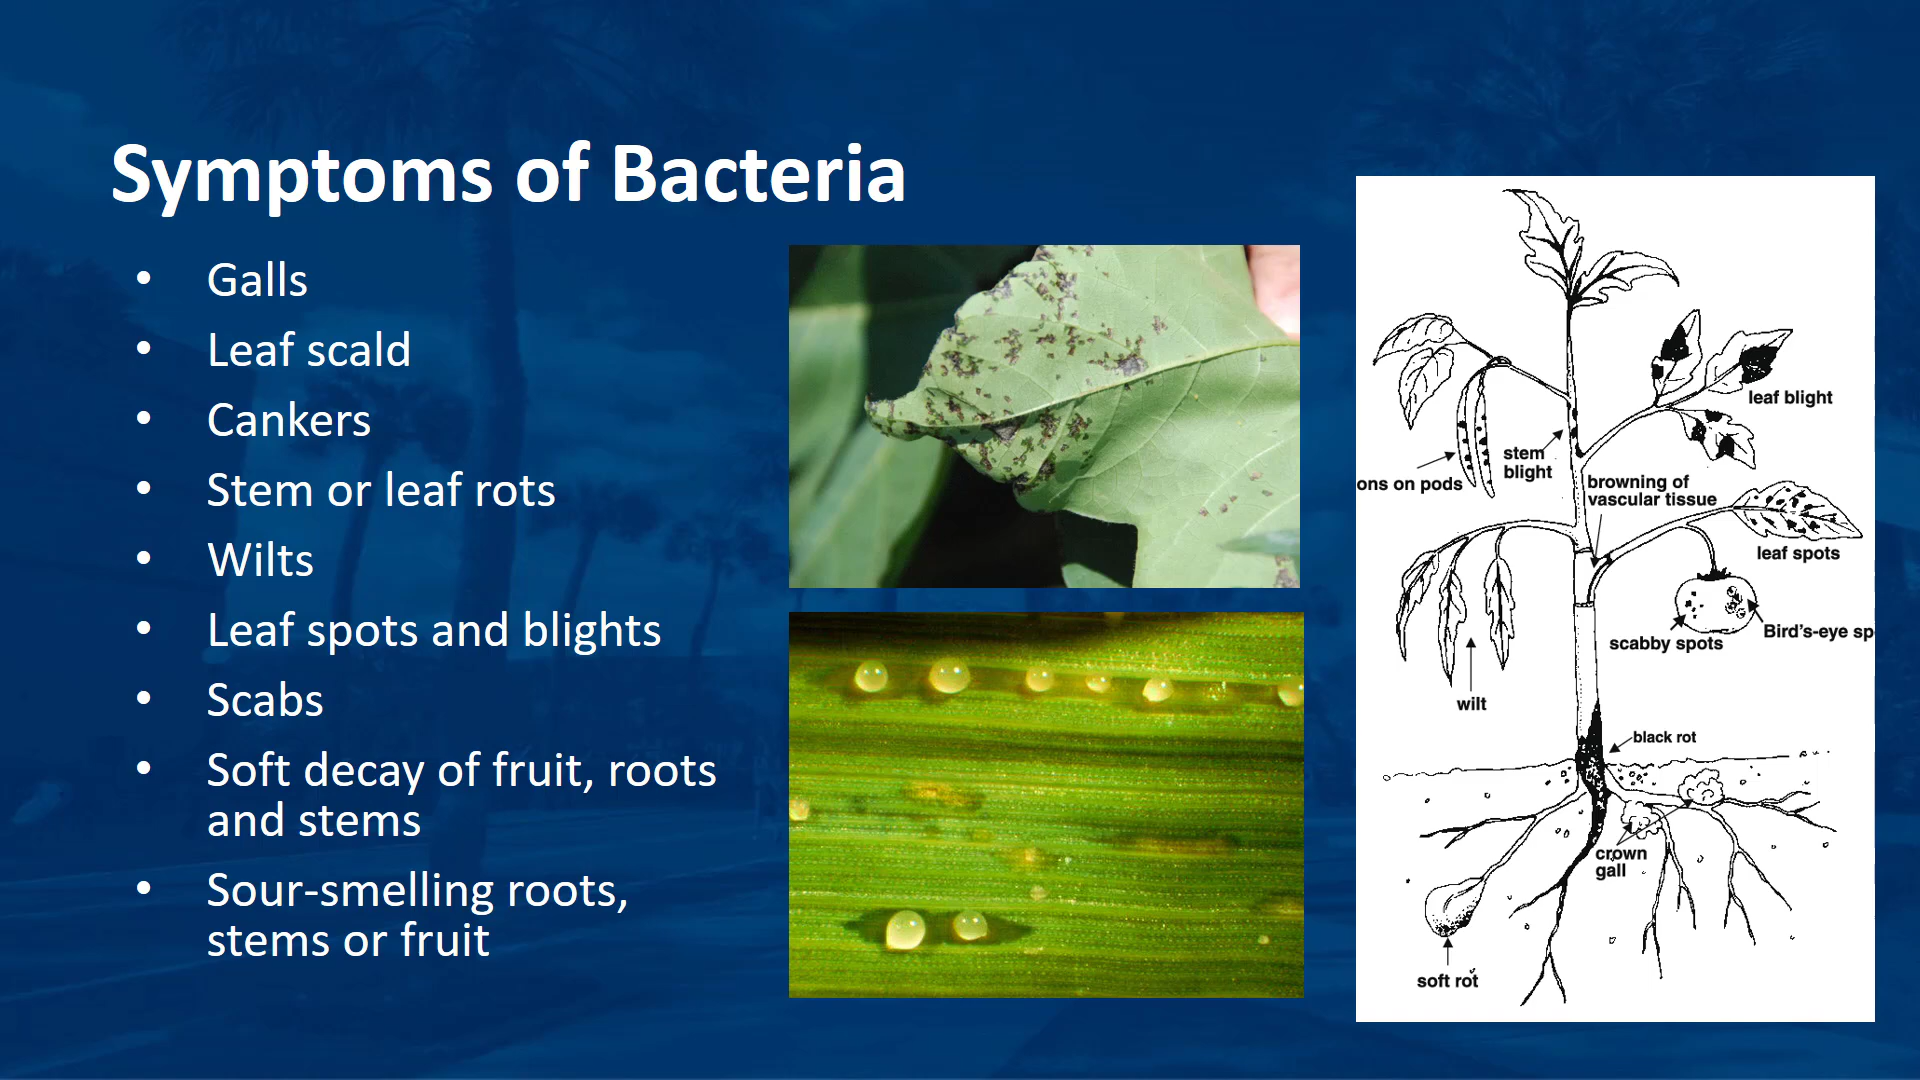 Symptoms of Bacteria
• Galls
• Leaf scald
• Cankers
• Stem or leaf rots
• Wilts
• Leaf spots and blights
• Scabs
• Soft decay of fruit, roots
and stems
• Sour-smelling roots,
stems or fruit
leaf blight
stem
blight
ons on pods
browning of
vascular tissue
leaf spots
scabby spots
Bird's-eye sp
wilt
black rot
crown
gall
soft rot